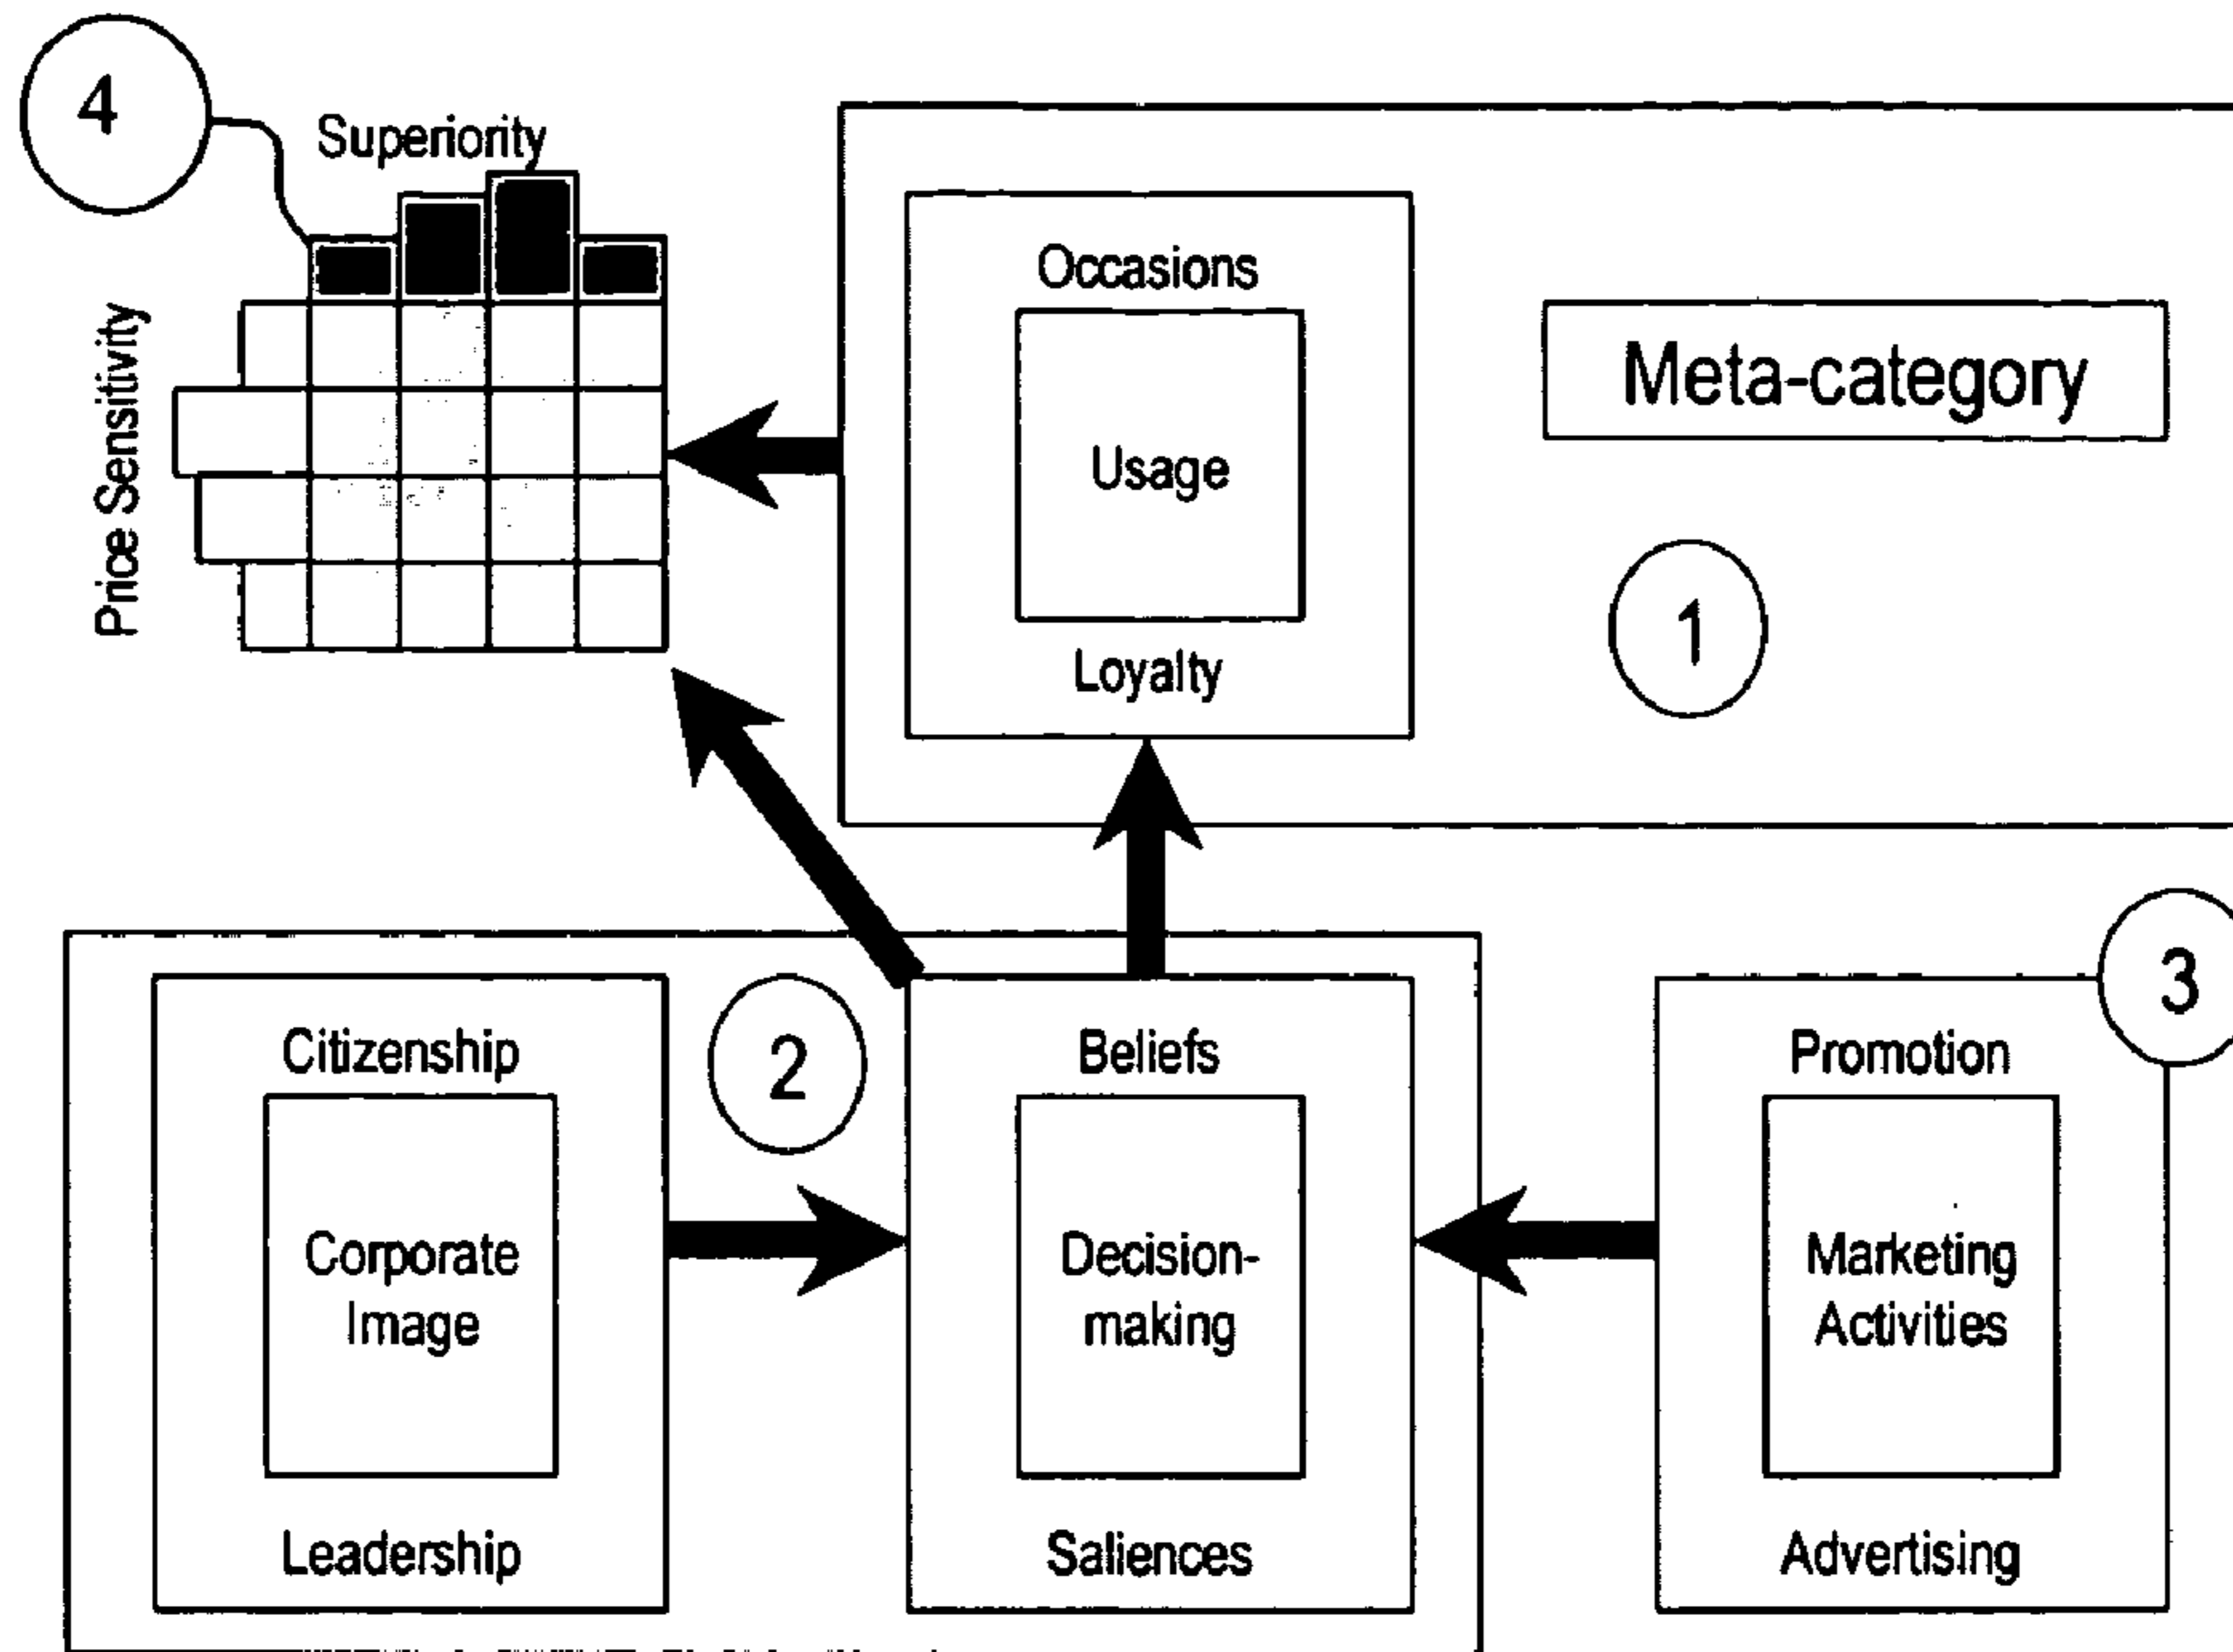 4
Superiority
Price Sensitivity
Occasions
Usage
Loyalty
Meta-category
1
Citizenship
Corporate
Image
Leadership
2
Beliefs
Decision-
making
Saliences
3
Promotion
Marketing
Activities
Advertising